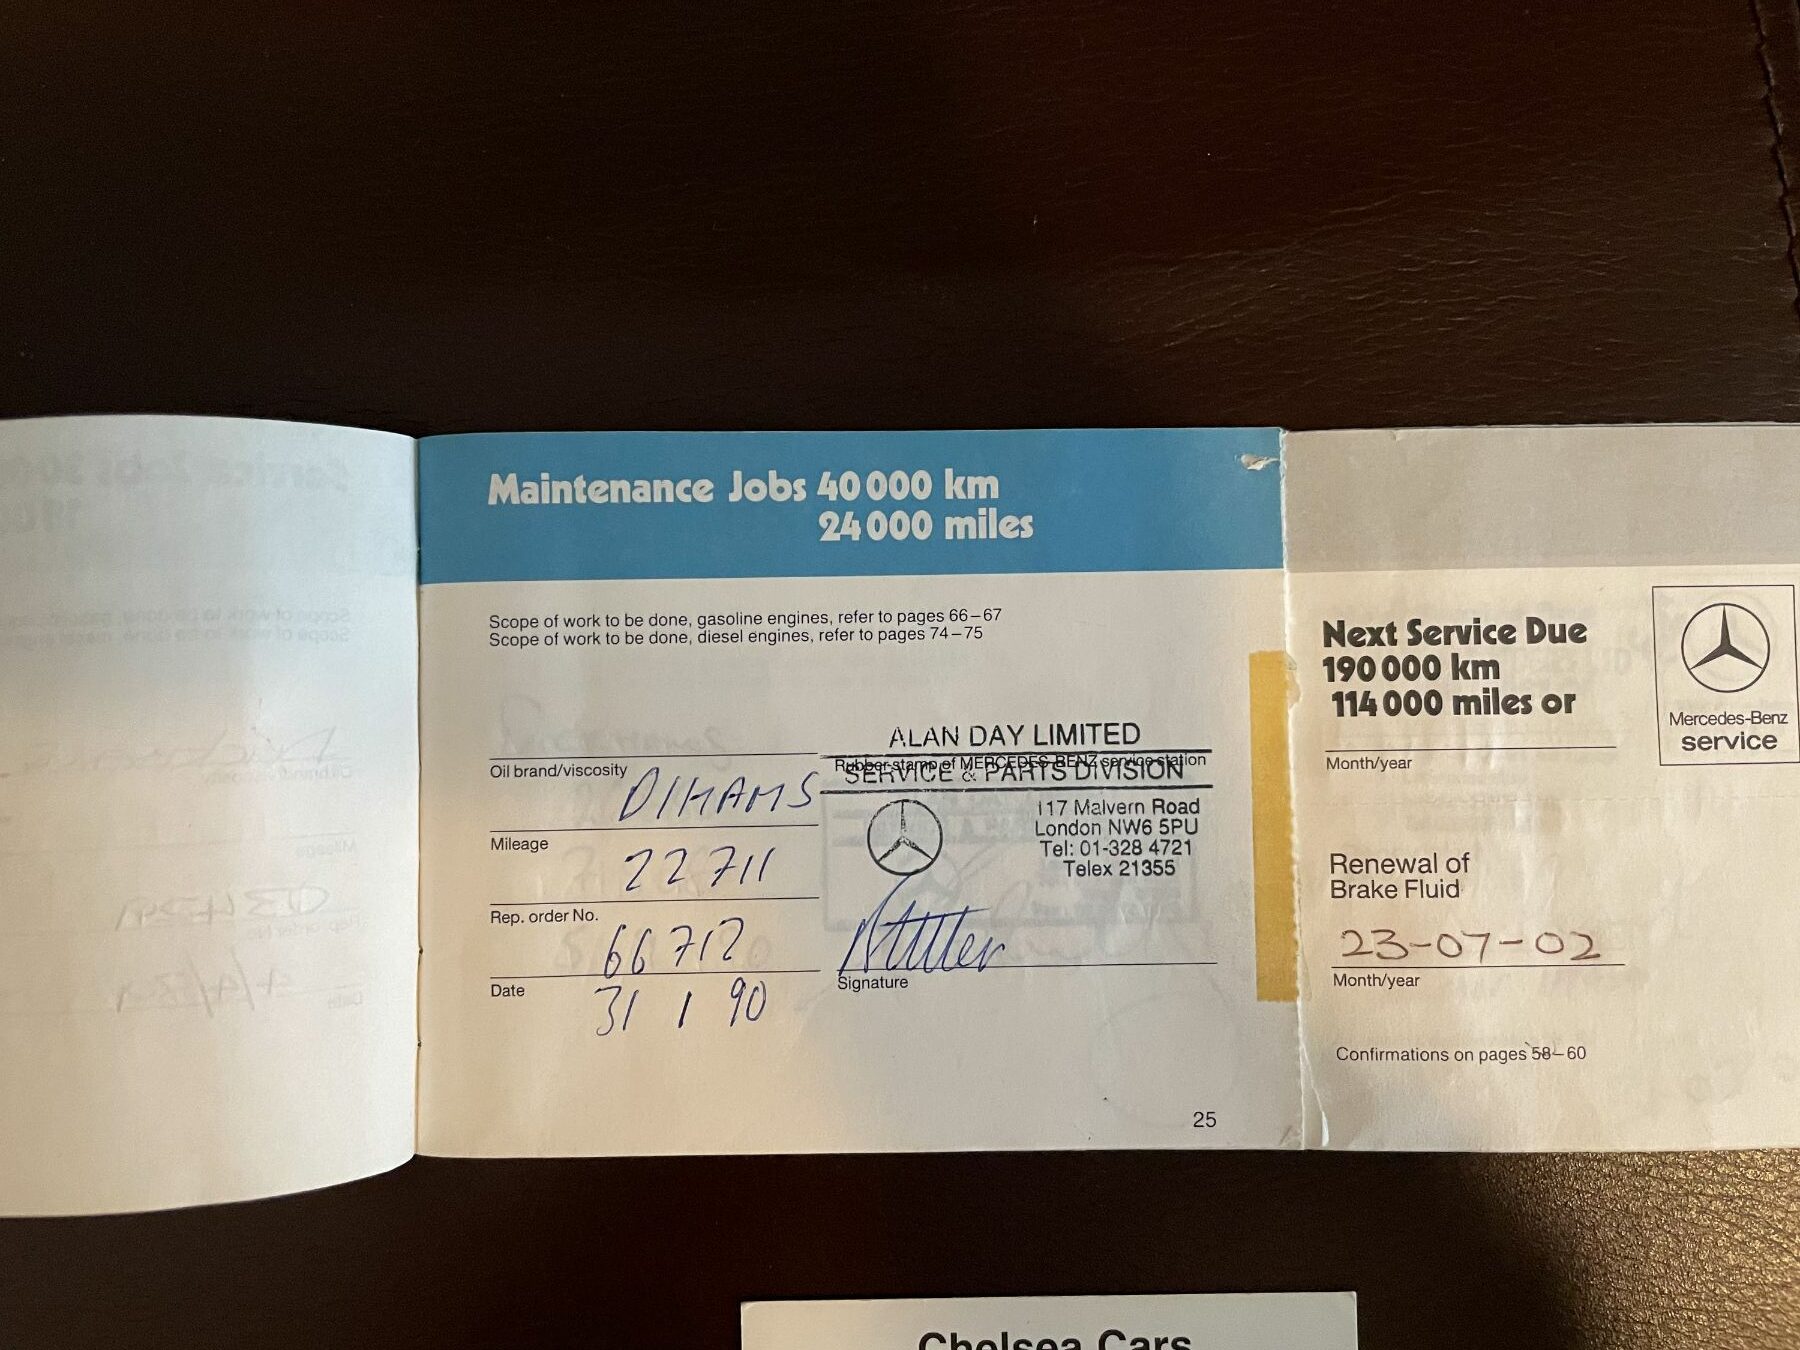 Maintenance Jobs 40 000 km
24 000 miles
Scope of work to be done, gasoline engines, refer to pages 66–67
Scope of work to be done, diesel engines, refer to pages 74–75
Oil brand/viscosity
Mileage
22 711
Rep. order No.
66712
Date
31 1 90
ALAN DAY LIMITED
Rubber stamp of MERCEDES-BENZ service station
SERVICE & PARTS DIVISION
117 Malvern Road
London NW6 5PU
Tel: 01-328 4721
Telex 21355
Signature
25
Next Service Due
190 000 km
114 000 miles or
Month/year
Mercedes-Benz
service
Renewal of
Brake Fluid
23-07-02
Month/year
Confirmations on pages 58–60
Chelsea Cars